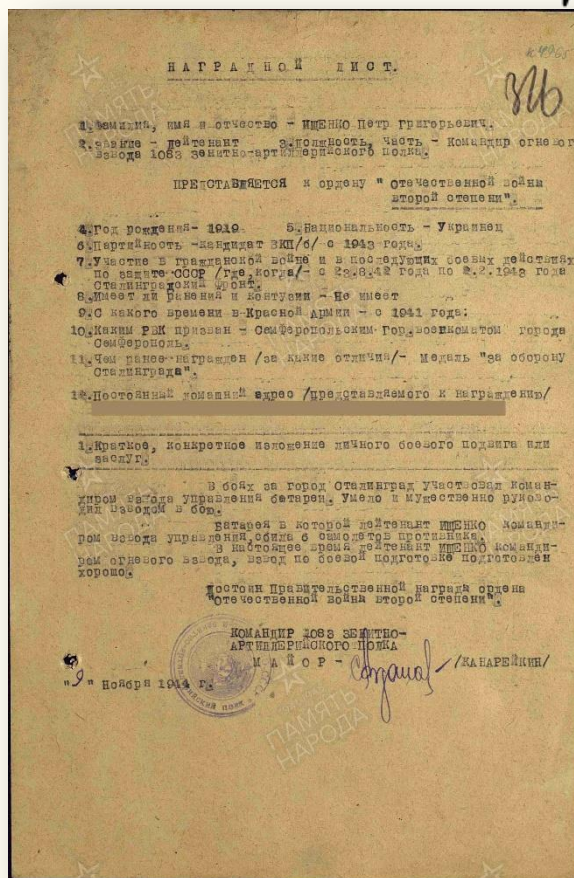 326
НАГРАДНОЙ ЛИСТ.
1.Фамилия, имя и отчество - ИЩЕНКО Петр Григорьевич.
2.Звание - лейтенант 3.Должность, часть - Командир огневого
взвода 1083 зенитно-артиллерийского полка.
ПРЕДСТАВЛЯЕТСЯ к ордену "Отечественной войны
второй степени".
4.Год рождения- 1919 5.Национальность - Украинец
6.Партийность -кандидат ВКП/б/ с 1943 года.
7.Участие в гражданской войне и в последующих боевых действиях
по защите СССР /где,когда/- с 23.8.42 года по 2.2.1943 года
Сталинградский фронт.
8.Имеет ли ранения и контузии - Не имеет
9.С какого времени в Красной Армии - с 1941 года:
10.Каким РВК призван - Семферопольским Гор.военкоматом города
Семферополь.
11.Чем ранее награжден /за какие отличия/- Медаль "за оборону
Сталинграда".
12.Постоянный домашний адрес /представляемого к награждению/
1.Краткое, конкретное изложение личного боевого подвига или
заслуг.
В боях за город Сталинград участвовал коман-
диром взвода управления батареи. Умело и мужественно руково-
дил взводом в бою.
Батарея в которой лейтенант ИЩЕНКО команди-
ром взвода управления,сбила 6 самолетов противника.
В настоящее время лейтенант ИЩЕНКО команди-
ром огневого взвода, взвод по боевой подготовке подготовлен
хорошо.
Достоин Правительственной награды ордена
"Отечественной войны второй степени".
КОМАНДИР 1083 ЗЕНИТНО-
АРТИЛЛЕРИЙСКОГО ПОЛКА
МАЙОР - /КАНАРЕЙКИН/
"9" Ноября 1944 г.
ПАМЯТЬ
НАРОДА